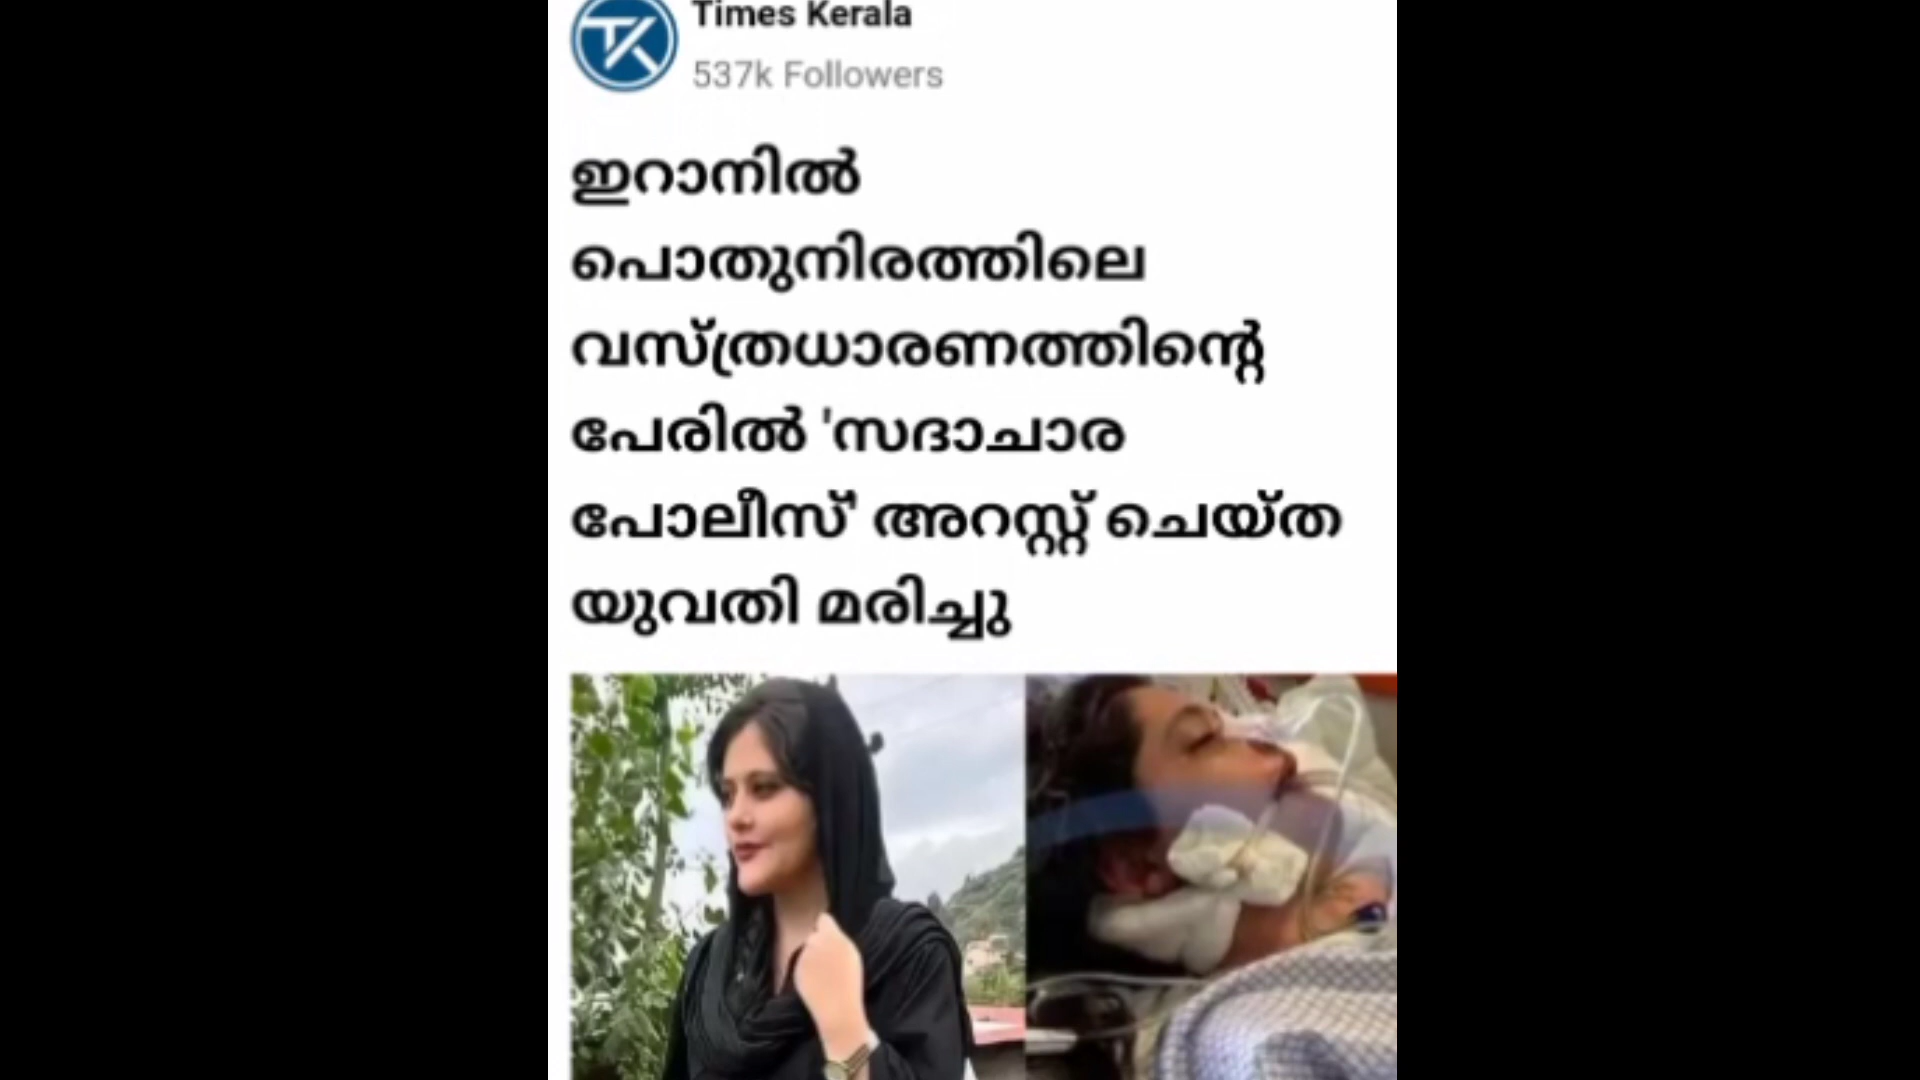 Times Kerala
537k Followers
ഇറാനിൽ
പൊതുനിരത്തിലെ
വസ്ത്രധാരണത്തിന്റെ
പേരിൽ 'സദാചാര
പോലീസ്' അറസ്റ്റ് ചെയ്ത
യുവതി മരിച്ചു